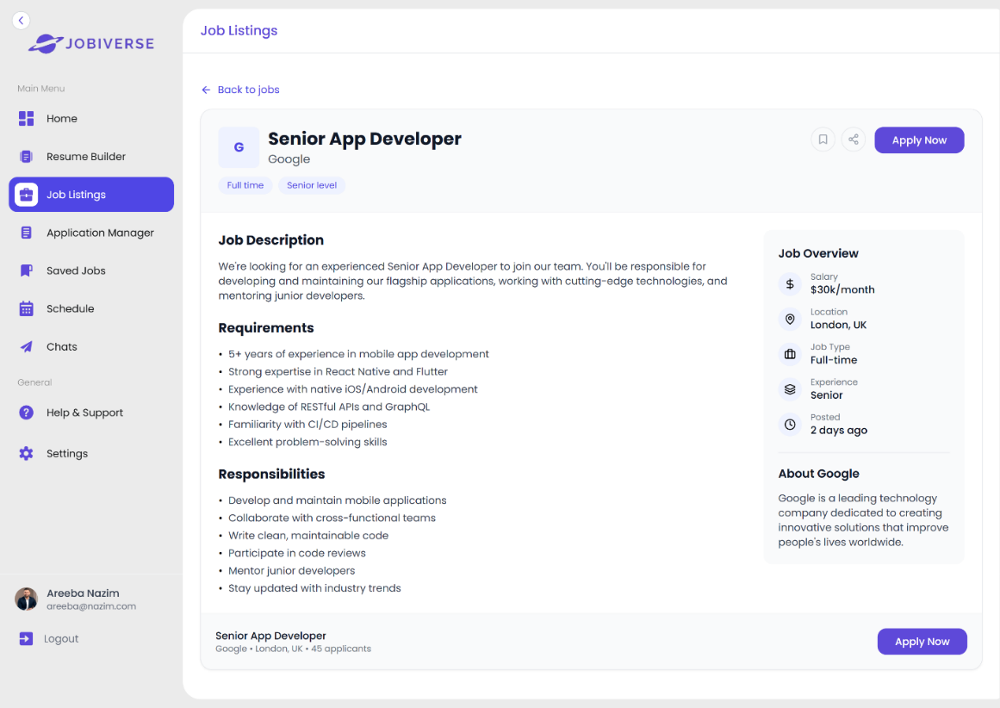 JOBIVERSE
Main Menu
Home
Resume Builder
Job Listings
Application Manager
Saved Jobs
Schedule
Chats
General
Help & Support
Settings
Areeba Nazim
areeba@nazim.com
Logout
Job Listings
Back to jobs
G
Senior App Developer
Google
Apply Now
Full time
Senior level
Job Description
We're looking for an experienced Senior App Developer to join our team. You'll be responsible for
developing and maintaining our flagship applications, working with cutting-edge technologies, and
mentoring junior developers.
Requirements
• 5+ years of experience in mobile app development
• Strong expertise in React Native and Flutter
• Experience with native iOS/Android development
• Knowledge of RESTful APIs and GraphQL
• Familiarity with CI/CD pipelines
• Excellent problem-solving skills
Responsibilities
• Develop and maintain mobile applications
• Collaborate with cross-functional teams
• Write clean, maintainable code
• Participate in code reviews
• Mentor junior developers
• Stay updated with industry trends
Job Overview
Salary
$30k/month
Location
London, UK
Job Type
Full-time
Experience
Senior
Posted
2 days ago
About Google
Google is a leading technology
company dedicated to creating
innovative solutions that improve
people's lives worldwide.
Senior App Developer
Google • London, UK • 45 applicants
Apply Now